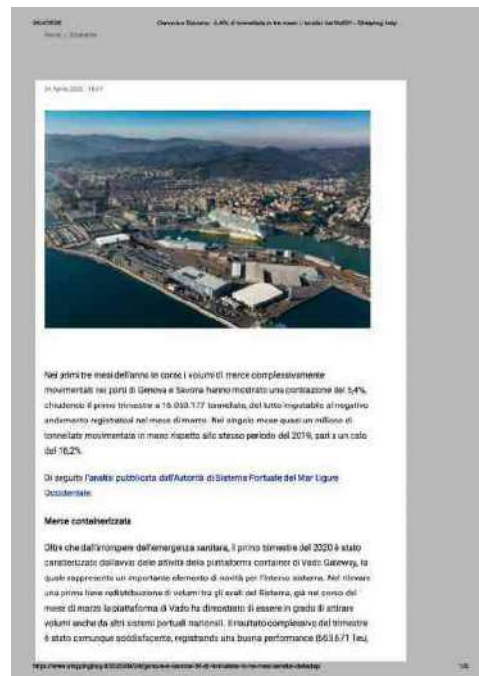 24 Aprile 2020
Nei primi tre mesi dell'anno in corso i volumi di merce complessivamente
movimentati nei porti di Genova e Savona hanno mostrato una contrazione del 5,4%,
chiudendo il primo trimestre a tonnellate, del tutto imputabile al negativo
andamento registratosi nel mese di marzo. Nel singolo mese quasi un milione di
tonnellate movimentate in meno rispetto allo stesso periodo del 2019, pari a un calo
del 16,2%.
Di seguito l'analisi pubblicata dall'Autorità di Sistema Portuale del Mar Ligure
Occidentale.
Merce containerizzata
Oltre che dall'irrompere dell'emergenza sanitaria, il primo trimestre del 2020 è stato
caratterizzato dall'avvio delle attività della piattaforma container di Vado Gateway, la
quale rappresenta un importante elemento di novità per l'intero sistema. Nel rilevare
una prima lieve redistribuzione di volumi tra gli scali del Sistema, già nel corso del
mese di marzo la piattaforma di Vado ha dimostrato di essere in grado di attirare
volumi anche da altri sistemi portuali nazionali. Il risultato complessivo del trimestre
è stato comunque soddisfacente, registrando una buona performance (663.671 Teu,